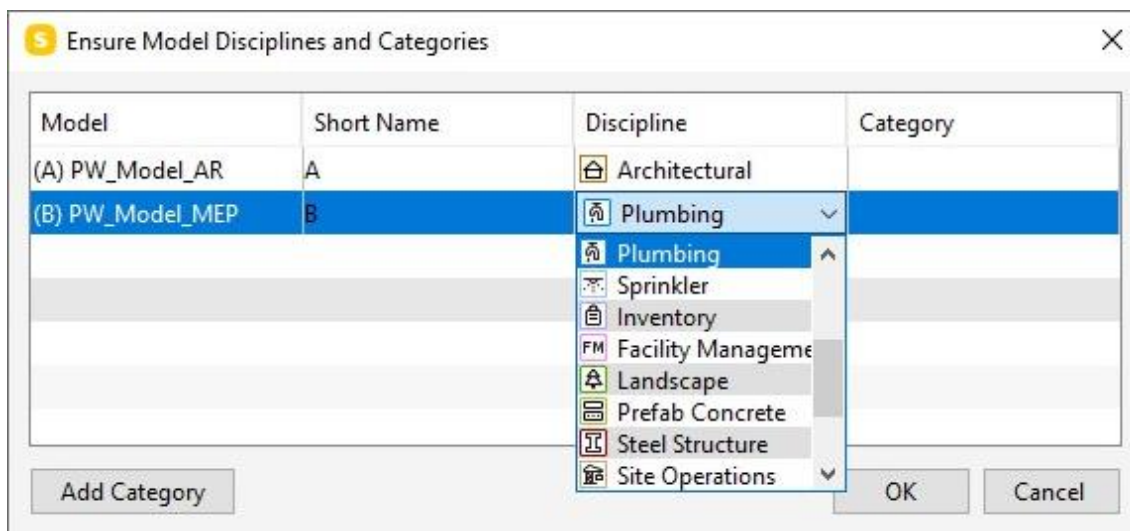 S Ensure Model Disciplines and Categories
Model Short Name Discipline Category
(A) PW_Model_AR A Architectural
(B) PW_Model_MEP B Plumbing
Plumbing
Sprinkler
Inventory
FM Facility Manageme
Landscape
Prefab Concrete
Steel Structure
Site Operations
Add Category OK Cancel